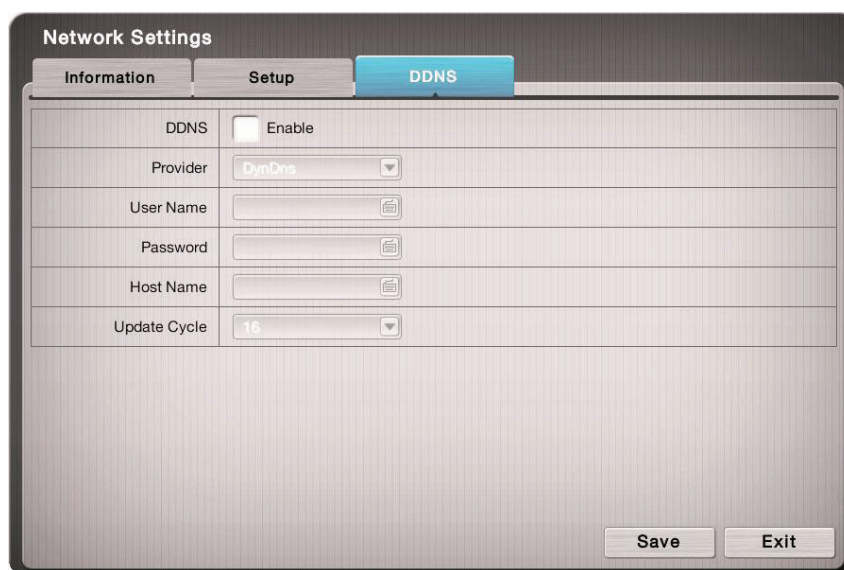 Network Settings
Information Setup DDNS
DDNS Enable
Provider DynDns
User Name
Password
Host Name
Update Cycle 16
Save Exit